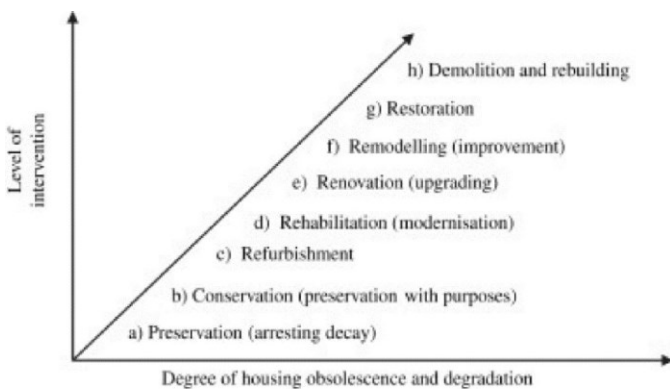 h) Demolition and rebuilding
g) Restoration
f) Remodelling (improvement)
e) Renovation (upgrading)
d) Rehabilitation (modernisation)
c) Refurbishment
b) Conservation (preservation with purposes)
a) Preservation (arresting decay)
Level of
intervention
Degree of housing obsolescence and degradation